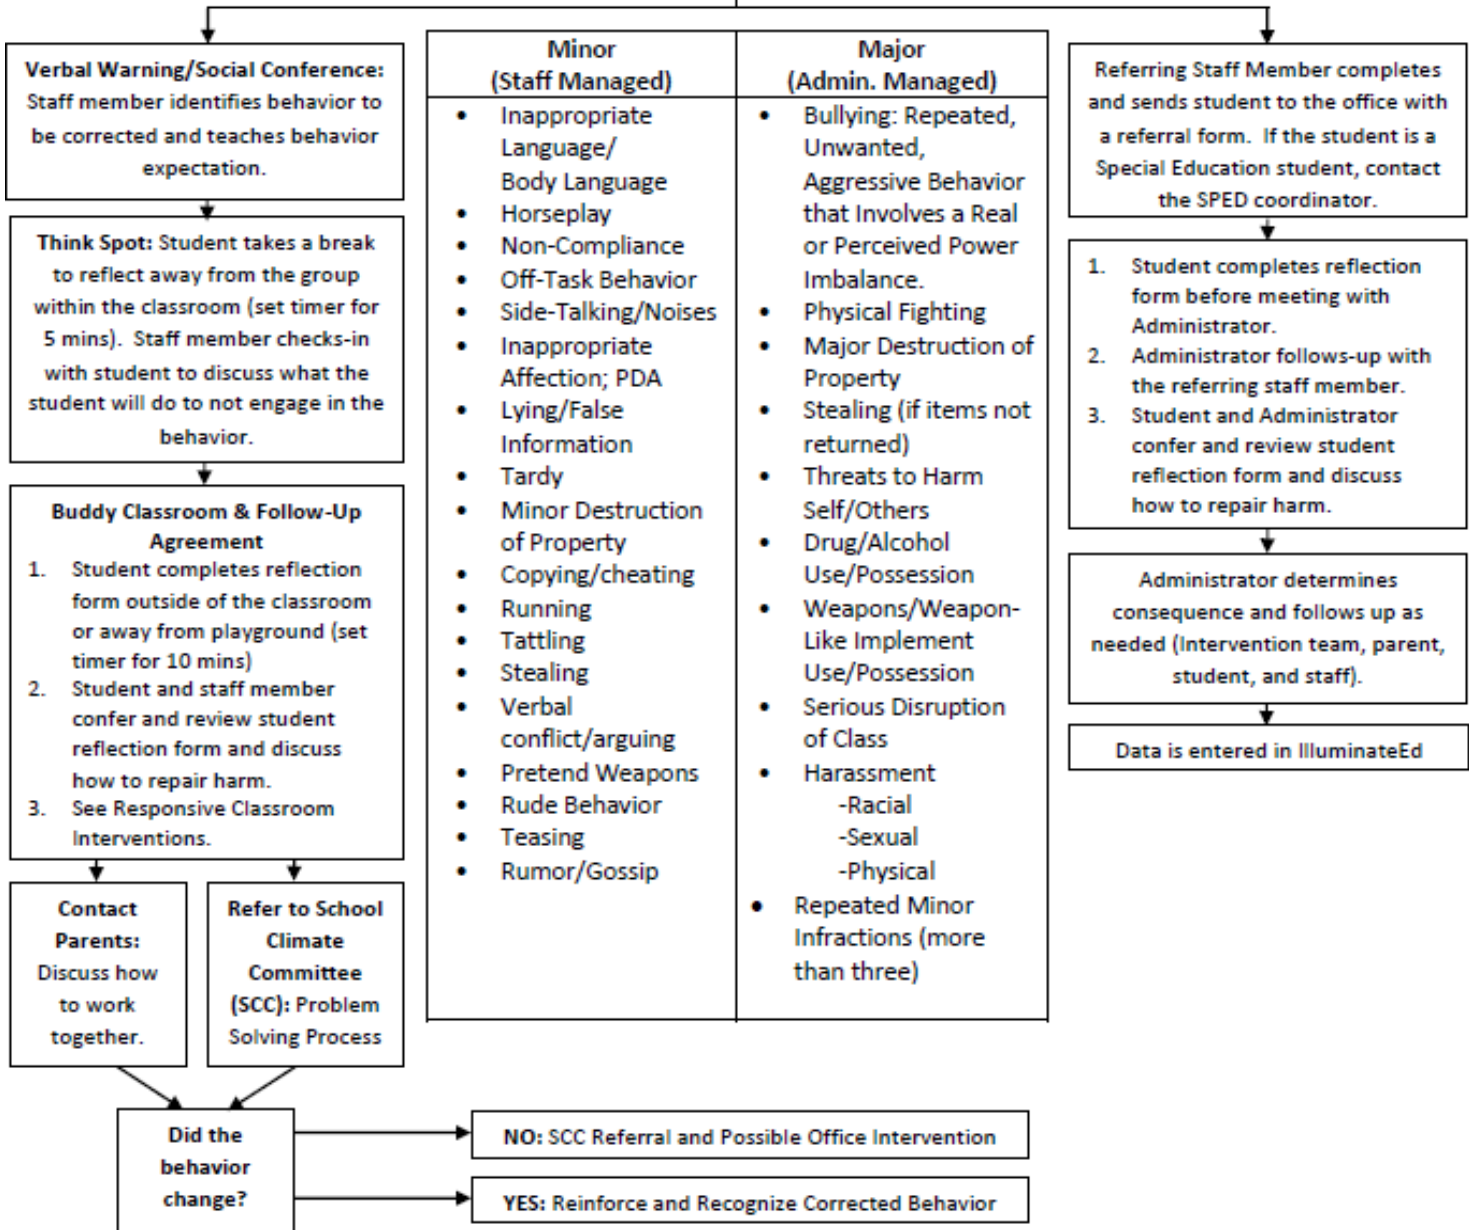 Verbal Warning/Social Conference:
Staff member identifies behavior to
be corrected and teaches behavior
expectation.
Think Spot: Student takes a break
to reflect away from the group
within the classroom (set timer for
5 mins).  Staff member checks-in
with student to discuss what the
student will do to not engage in the
behavior.
Buddy Classroom & Follow-Up
Agreement
1. Student completes reflection
form outside of the classroom
or away from playground (set
timer for 10 mins)
2. Student and staff member
confer and review student
reflection form and discuss
how to repair harm.
3. See Responsive Classroom
Interventions.
Contact
Parents:
Discuss how
to work
together.
Refer to School
Climate
Committee
(SCC): Problem
Solving Process
Did the
behavior
change?
NO: SCC Referral and Possible Office Intervention
YES: Reinforce and Recognize Corrected Behavior
Minor
(Staff Managed)
• Inappropriate
Language/
Body Language
• Horseplay
• Non-Compliance
• Off-Task Behavior
• Side-Talking/Noises
• Inappropriate
Affection; PDA
• Lying/False
Information
• Tardy
• Minor Destruction
of Property
• Copying/cheating
• Running
• Tattling
• Stealing
• Verbal
conflict/arguing
• Pretend Weapons
• Rude Behavior
• Teasing
• Rumor/Gossip
Major
(Admin. Managed)
• Bullying: Repeated,
Unwanted,
Aggressive Behavior
that Involves a Real
or Perceived Power
Imbalance.
• Physical Fighting
• Major Destruction of
Property
• Stealing (if items not
returned)
• Threats to Harm
Self/Others
• Drug/Alcohol
Use/Possession
• Weapons/Weapon-
Like Implement
Use/Possession
• Serious Disruption
of Class
• Harassment
-Racial
-Sexual
-Physical
• Repeated Minor
Infractions (more
than three)
Referring Staff Member completes
and sends student to the office with
a referral form.  If the student is a
Special Education student, contact
the SPED coordinator.
1. Student completes reflection
form before meeting with
Administrator.
2. Administrator follows-up with
the referring staff member.
3. Student and Administrator
confer and review student
reflection form and discuss
how to repair harm.
Administrator determines
consequence and follows up as
needed (Intervention team, parent,
student, and staff).
Data is entered in IlluminateEd